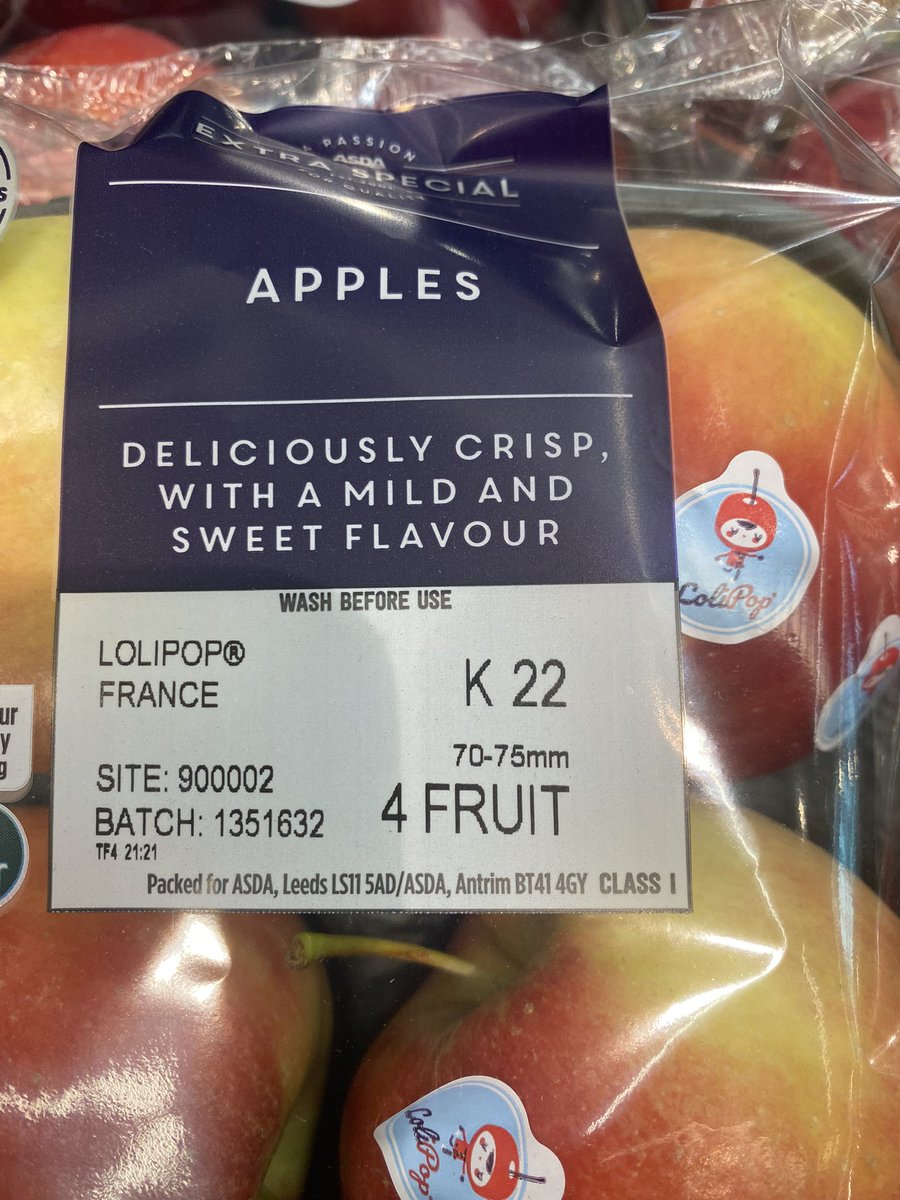 PASSION
ASDA
EXTRA SPECIAL
APPLES
DELICIOUSLY CRISP,
WITH A MILD AND
SWEET FLAVOUR
WASH BEFORE USE
LOLIPOP®
FRANCE
K 22
70-75mm
SITE: 900002
BATCH: 1351632
4 FRUIT
TF4 21:21
Packed for ASDA, Leeds LS11 5AD/ASDA, Antrim BT41 4GY CLASS I
LoliPop
LoliPop